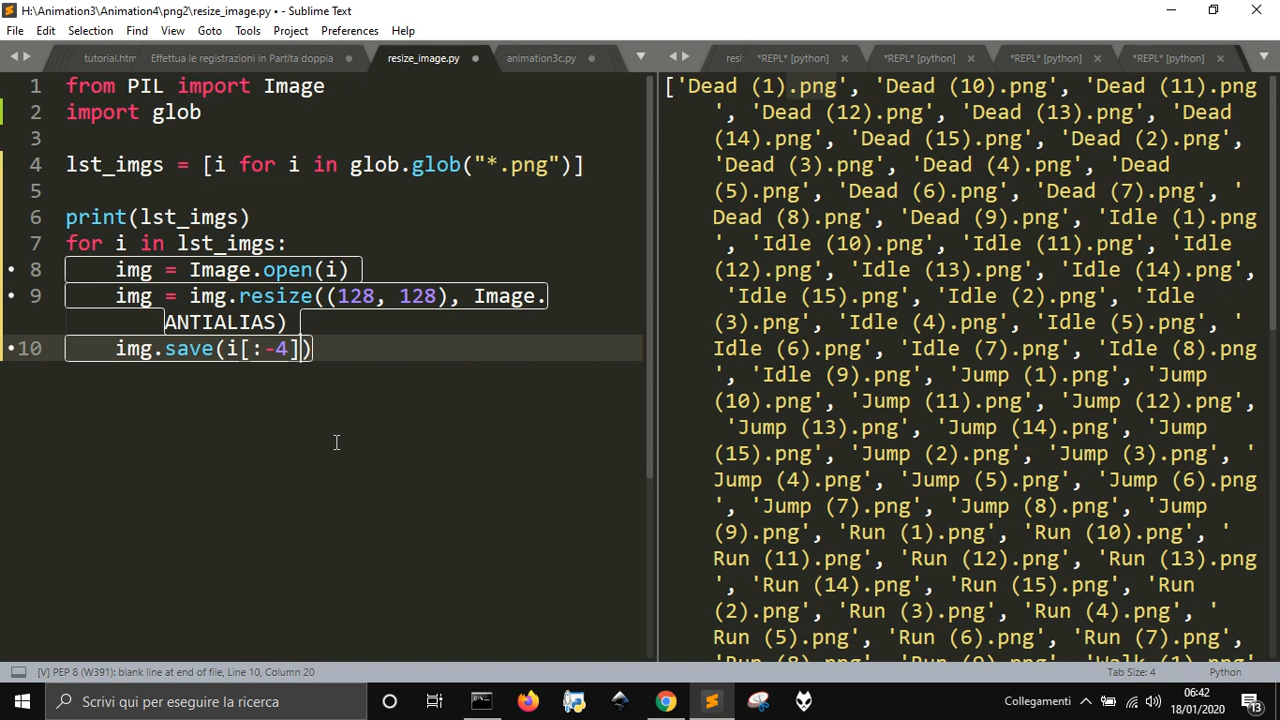 H:\Animation3\Animation4\png2\resize_image.py • - Sublime Text
File Edit Selection Find View Goto Tools Project Preferences Help
tutorial.htm Effettua le registrazioni in Partita doppia resize_image.py animation3c.py
resi *REPL* [python] *REPL* [python] *REPL* [python] *REPL* [python]
1 from PIL import Image
2 import glob
3
4 lst_imgs = [i for i in glob.glob("*.png")]
5
6 print(lst_imgs)
7 for i in lst_imgs:
8 img = Image.open(i)
9 img = img.resize((128, 128), Image.
ANTIALIAS)
10 img.save(i[:-4])
['Dead (1).png', 'Dead (10).png', 'Dead (11).png
', 'Dead (12).png', 'Dead (13).png', 'Dead
(14).png', 'Dead (15).png', 'Dead (2).png',
'Dead (3).png', 'Dead (4).png', 'Dead
(5).png', 'Dead (6).png', 'Dead (7).png', '
Dead (8).png', 'Dead (9).png', 'Idle (1).png
', 'Idle (10).png', 'Idle (11).png', 'Idle
(12).png', 'Idle (13).png', 'Idle (14).png',
'Idle (15).png', 'Idle (2).png', 'Idle
(3).png', 'Idle (4).png', 'Idle (5).png', '
Idle (6).png', 'Idle (7).png', 'Idle (8).png
', 'Idle (9).png', 'Jump (1).png', 'Jump
(10).png', 'Jump (11).png', 'Jump (12).png',
'Jump (13).png', 'Jump (14).png', 'Jump
(15).png', 'Jump (2).png', 'Jump (3).png', '
Jump (4).png', 'Jump (5).png', 'Jump (6).png
', 'Jump (7).png', 'Jump (8).png', 'Jump
(9).png', 'Run (1).png', 'Run (10).png', '
Run (11).png', 'Run (12).png', 'Run (13).png
', 'Run (14).png', 'Run (15).png', 'Run
(2).png', 'Run (3).png', 'Run (4).png', '
Run (5).png', 'Run (6).png', 'Run (7).png',
'Run (8).png', 'Run (9).png', 'Walk (1).png
[V] PEP 8 (W391): blank line at end of file, Line 10, Column 20 Tab Size: 4 Python
Scrivi qui per eseguire la ricerca
Collegamenti
06:42
18/01/2020
13